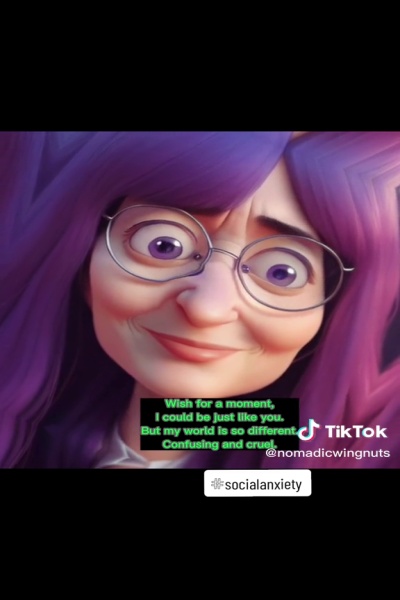 Wish for a moment,
I could be just like you.
But my world is so different.
Confusing and cruel.
TikTok
@nomadicwingnuts
#socialanxiety